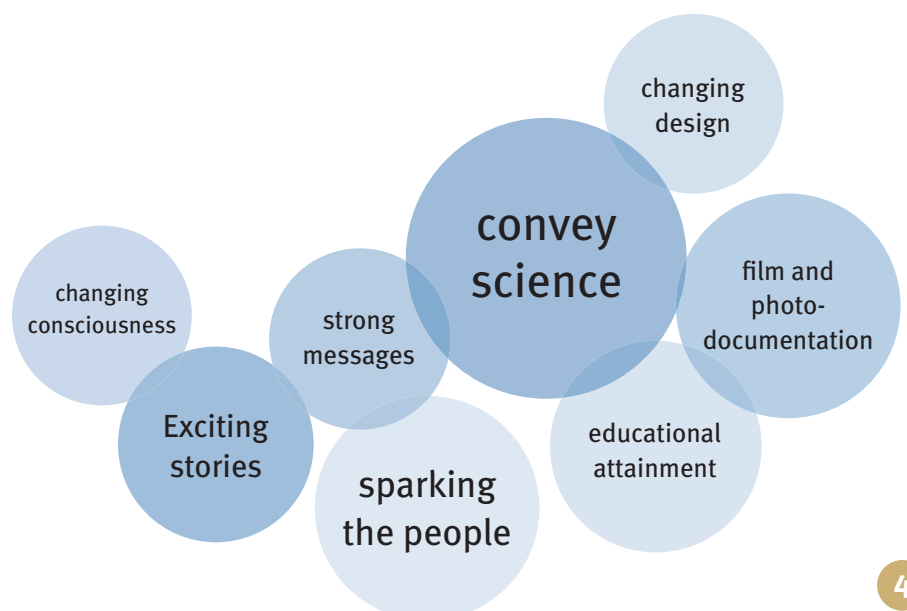 changing
design
convey
science
film and
photo-
documentation
changing
consciousness
strong
messages
Exciting
stories
educational
attainment
sparking
the people
4